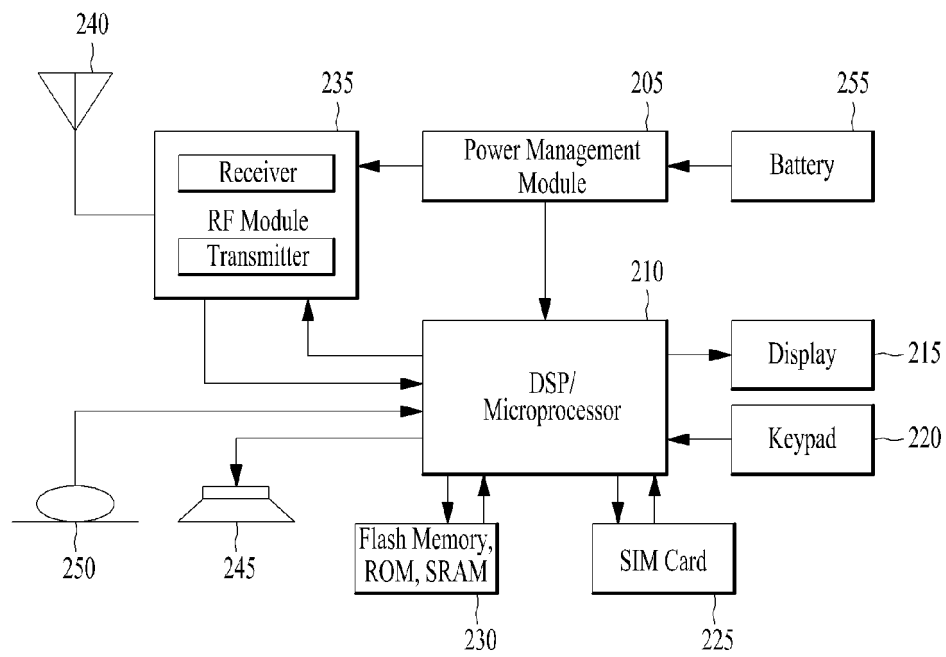 240
235
205
255
Receiver
RF Module
Transmitter
Power Management
Module
Battery
210
DSP/
Microprocessor
Display
215
Keypad
220
250
245
Flash Memory,
ROM, SRAM
230
SIM Card
225